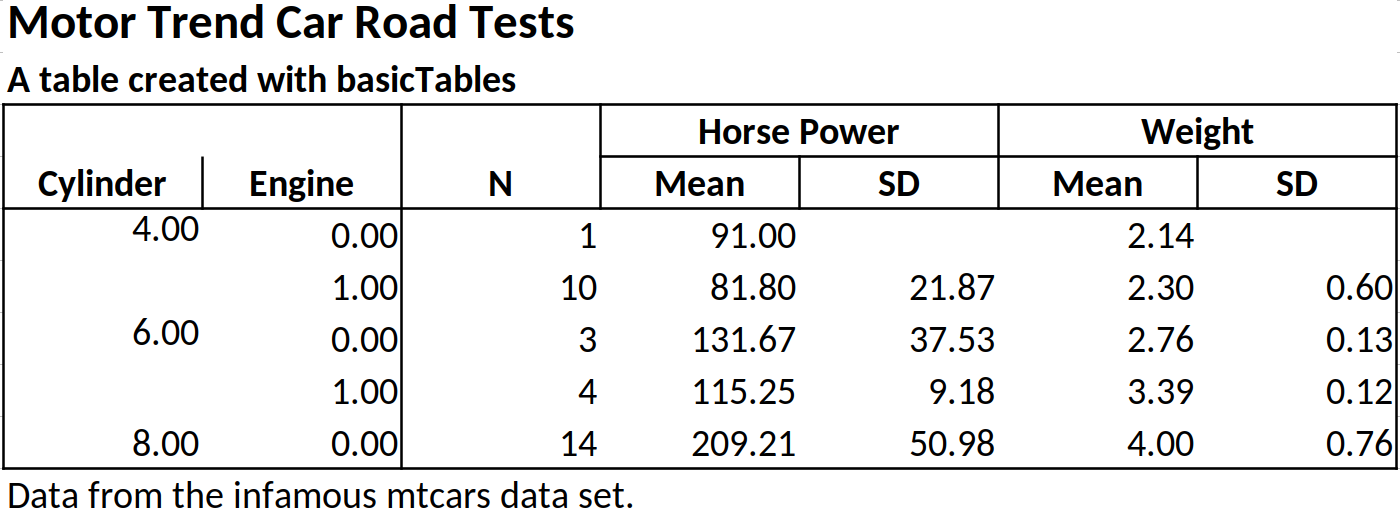 Motor Trend Car Road Tests
A table created with basicTables
Horse Power Weight
Cylinder Engine N Mean SD Mean SD
4.00 0.00 1 91.00 2.14
1.00 10 81.80 21.87 2.30 0.60
6.00 0.00 3 131.67 37.53 2.76 0.13
1.00 4 115.25 9.18 3.39 0.12
8.00 0.00 14 209.21 50.98 4.00 0.76
Data from the infamous mtcars data set.